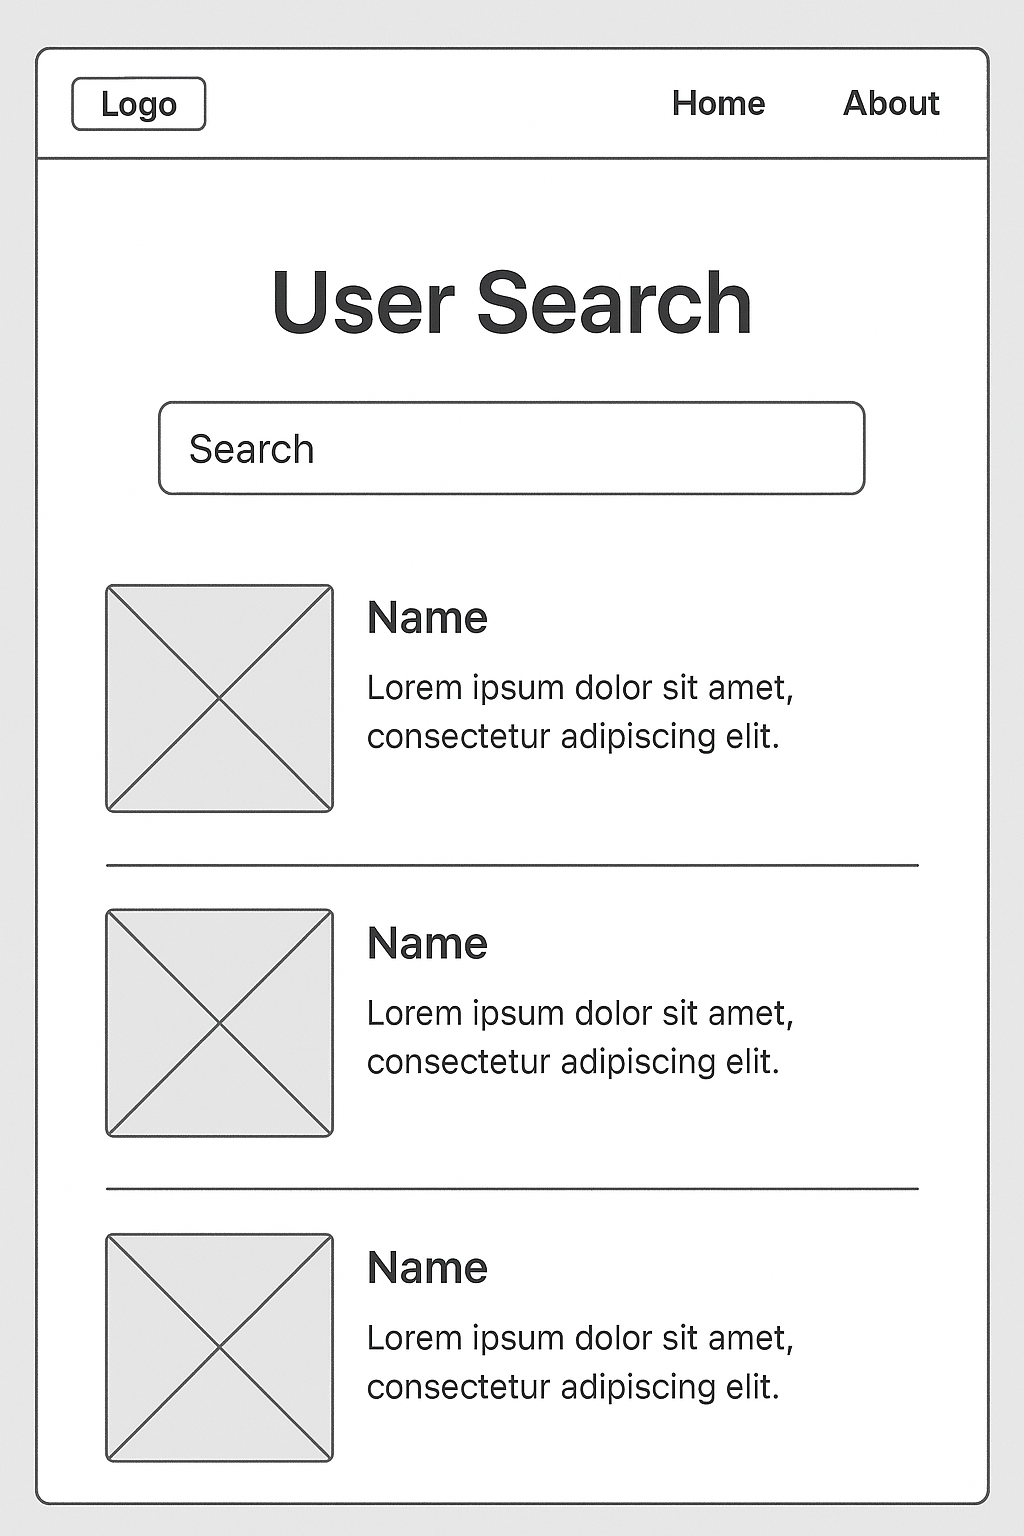 Logo
Home
About
User Search
Search
Name
Lorem ipsum dolor sit amet,
consectetur adipiscing elit.
Name
Lorem ipsum dolor sit amet,
consectetur adipiscing elit.
Name
Lorem ipsum dolor sit amet,
consectetur adipiscing elit.